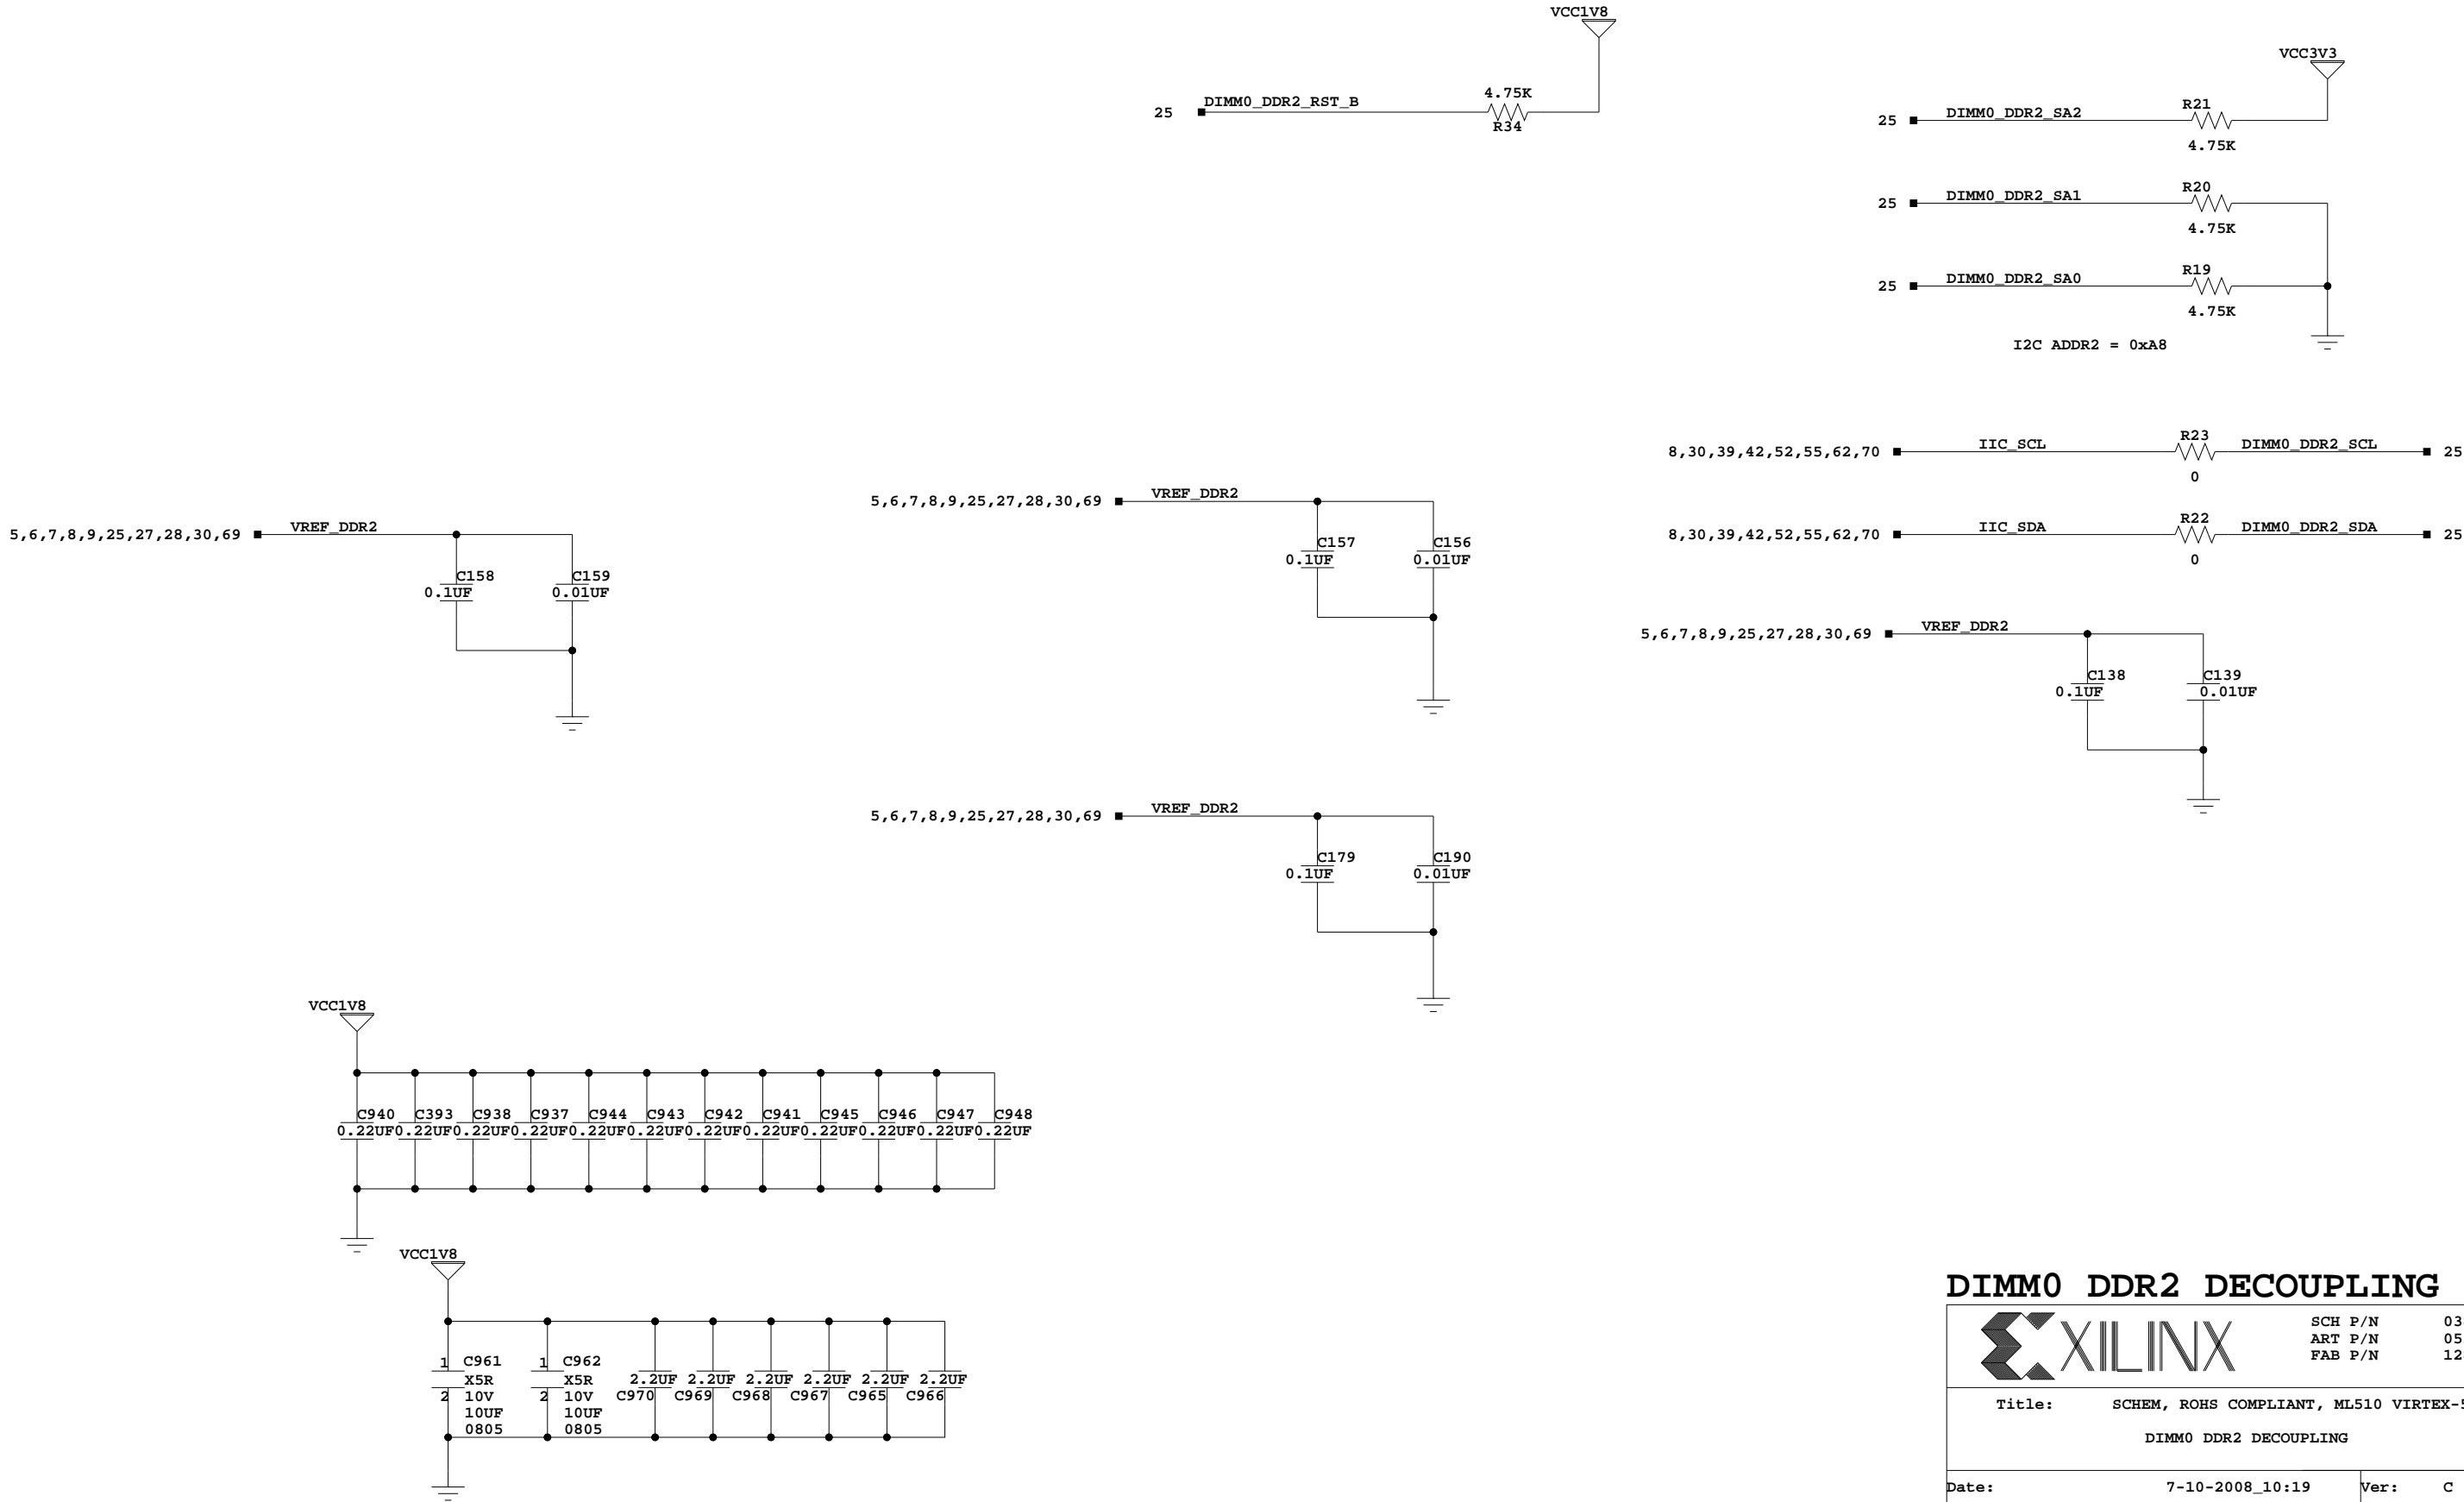 VCC1V8
4.75K
25 DIMM0_DDR2_RST_B
R34
VCC3V3
R21
25 DIMM0_DDR2_SA2
4.75K
R20
25 DIMM0_DDR2_SA1
4.75K
R19
25 DIMM0_DDR2_SA0
4.75K
I2C ADDR2 = 0xA8
8,30,39,42,52,55,62,70 IIC_SCL R23 DIMM0_DDR2_SCL 25
0
8,30,39,42,52,55,62,70 IIC_SDA R22 DIMM0_DDR2_SDA 25
0
5,6,7,8,9,25,27,28,30,69 VREF_DDR2
C158 C159
0.1UF 0.01UF
5,6,7,8,9,25,27,28,30,69 VREF_DDR2
C157 C156
0.1UF 0.01UF
5,6,7,8,9,25,27,28,30,69 VREF_DDR2
C138 C139
0.1UF 0.01UF
5,6,7,8,9,25,27,28,30,69 VREF_DDR2
C179 C190
0.1UF 0.01UF
VCC1V8
C940 C393 C938 C937 C944 C943 C942 C941 C945 C946 C947 C948
0.22UF 0.22UF 0.22UF 0.22UF 0.22UF 0.22UF 0.22UF 0.22UF 0.22UF 0.22UF 0.22UF 0.22UF
VCC1V8
1 C961 1 C962
X5R X5R 2.2UF 2.2UF 2.2UF 2.2UF 2.2UF 2.2UF
2 10V 2 10V C970 C969 C968 C967 C965 C966
10UF 10UF
0805 0805
DIMM0 DDR2 DECOUPLING
XILINX
SCH P/N 03
ART P/N 05
FAB P/N 12
Title: SCHEM, ROHS COMPLIANT, ML510 VIRTEX-5
DIMM0 DDR2 DECOUPLING
Date: 7-10-2008_10:19 Ver: C